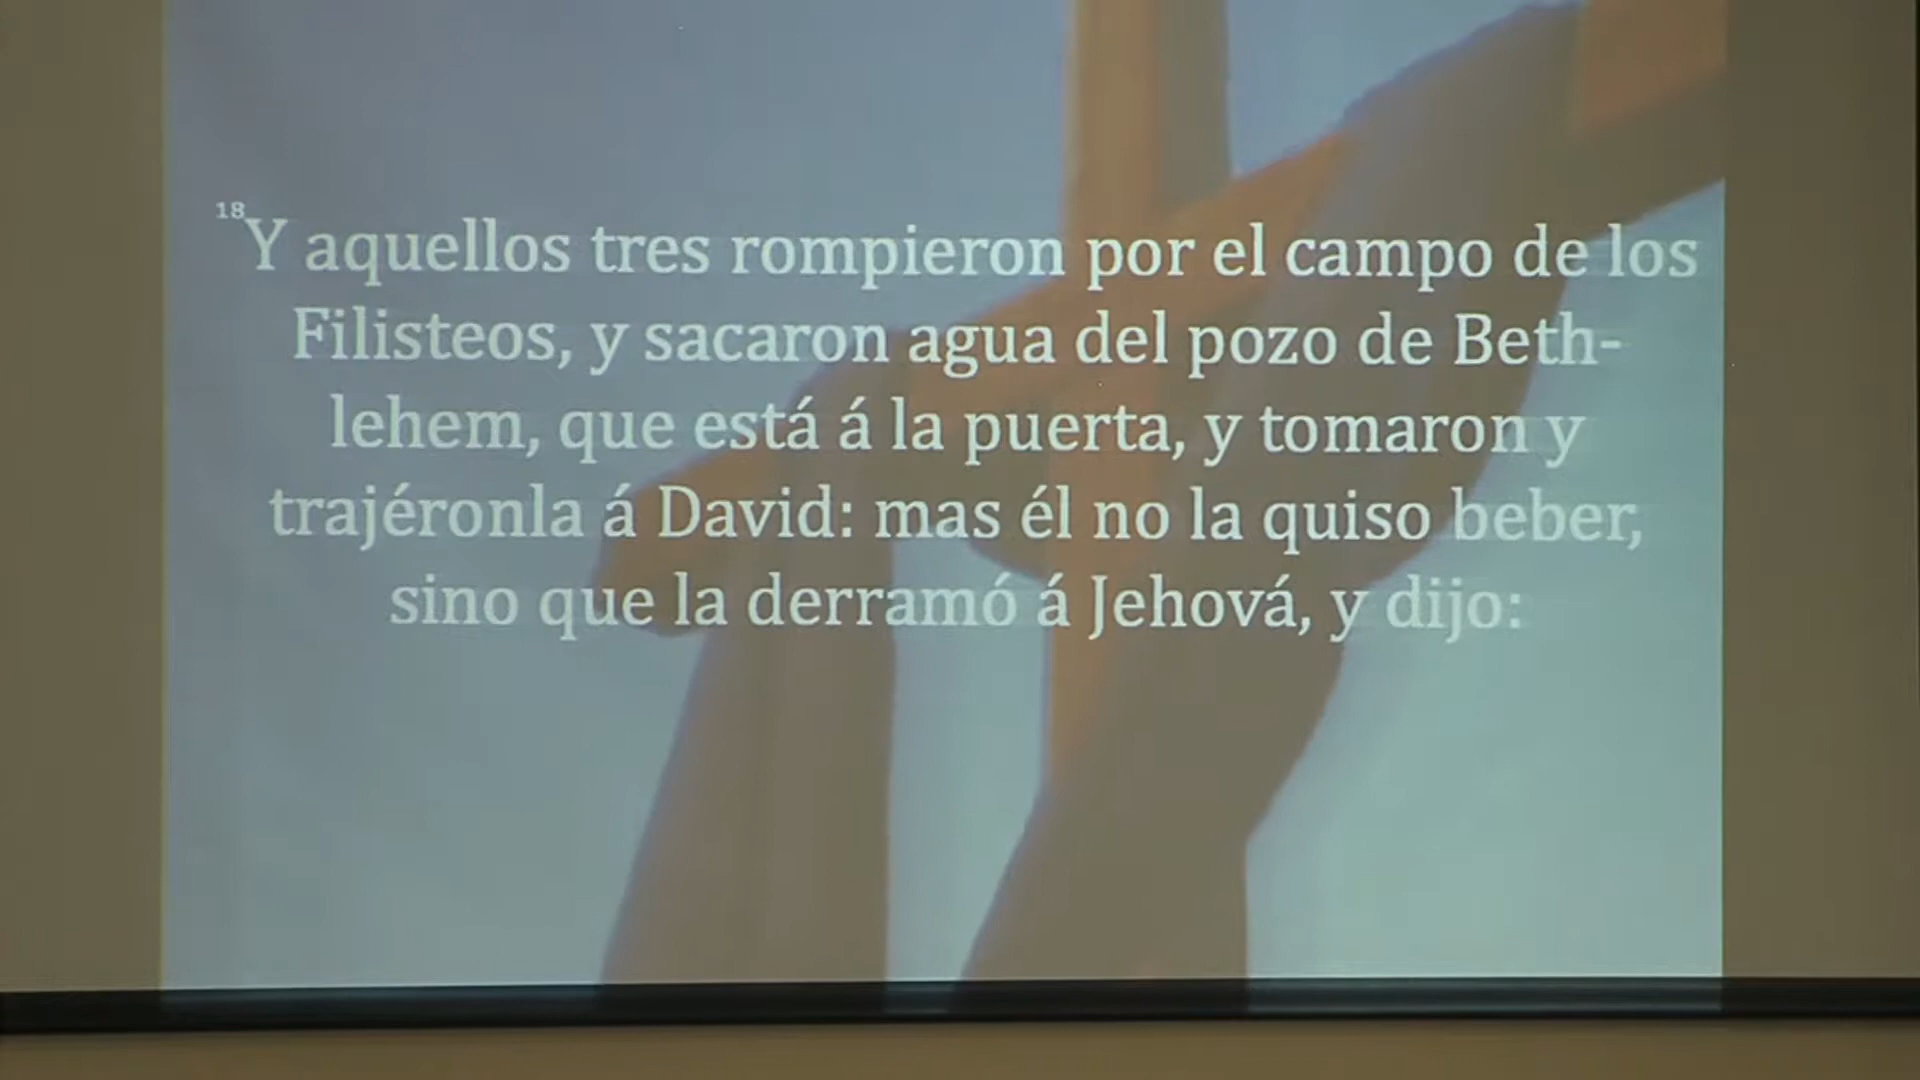 18Y aquellos tres rompieron por el campo de los
Filisteos, y sacaron agua del pozo de Beth-
lehem, que está á la puerta, y tomaron y
trajéronla á David: mas él no la quiso beber,
sino que la derramó á Jehová, y dijo: